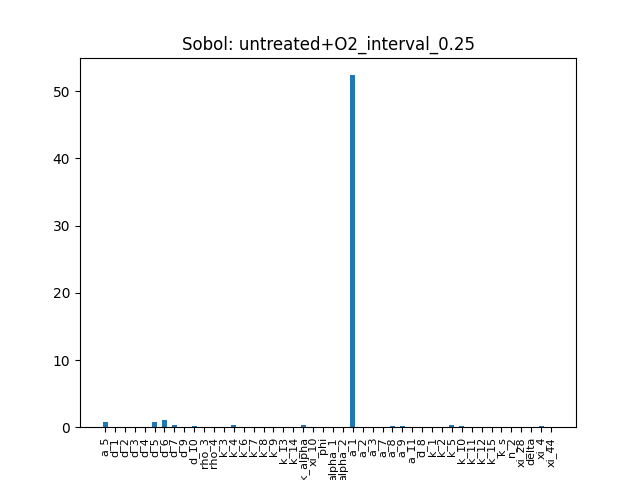 Sobol: untreated+O2_interval_0.25
50
40
30
20
10
0
a_5
d_1
d_2
d_3
d_4
d_5
d_6
d_7
d_9
d_10
rho_3
rho_4
k_3
k_4
k_6
k_7
k_8
k_9
k_13
k_14
k_alpha
xi_10
phi
alpha_1
alpha_2
a_1
a_2
a_3
a_7
a_8
a_9
a_11
d_8
k_1
k_2
k_5
k_10
k_11
k_12
k_15
k_s
n_2
xi_28
delta
xi_4
xi_44